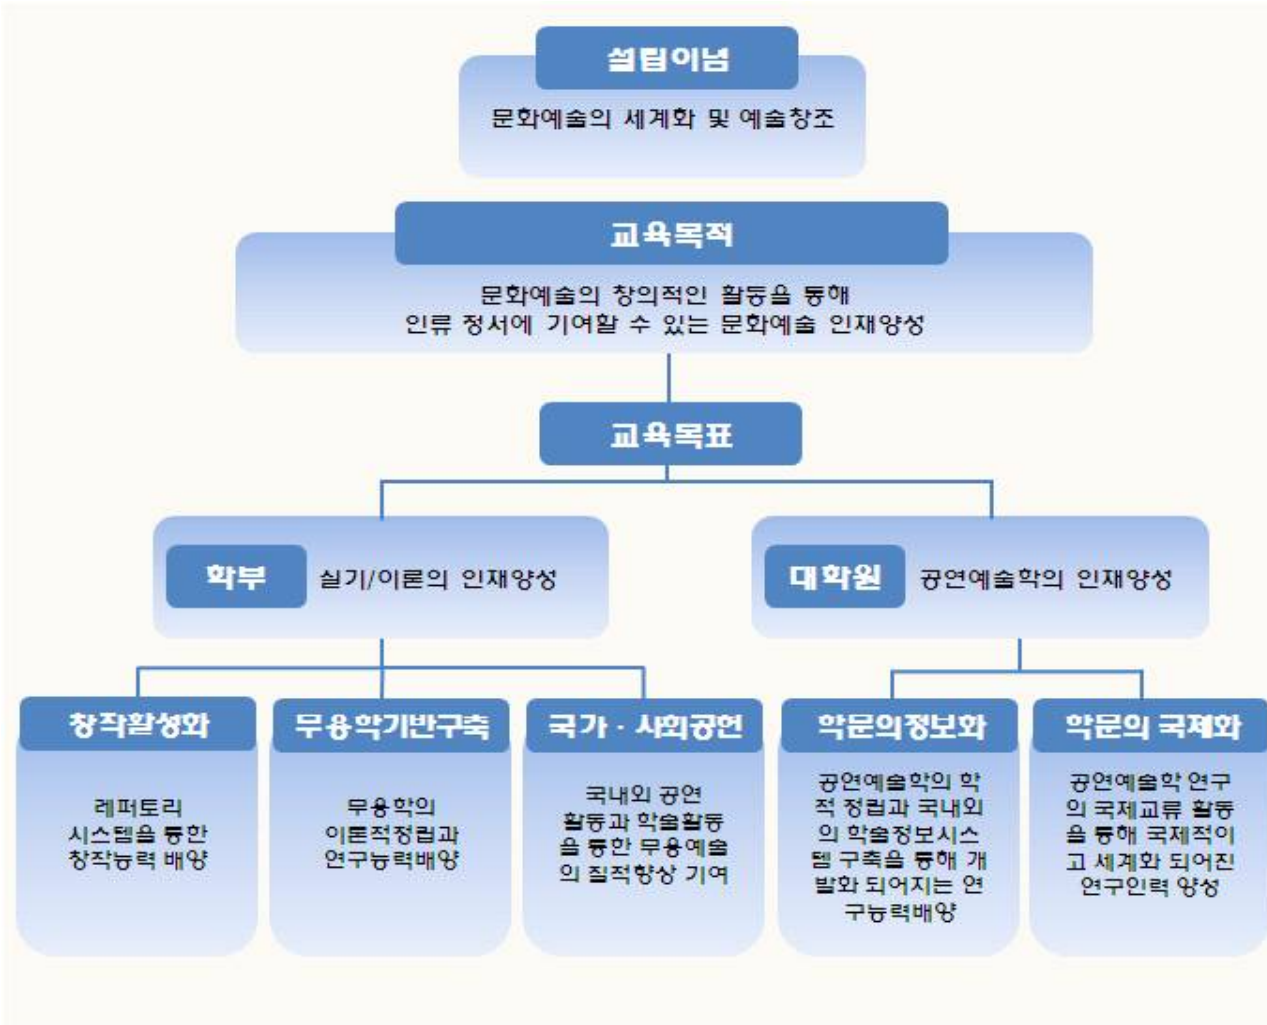 설립이념
문화예술의 세계화 및 예술창조
교육목적
문화예술의 창의적인 활동을 통해
인류 정서에 기여할 수 있는 문화예술 인재양성
교육목표
학부
실기/이론의 인재양성
대학원
공연예술학의 인재양성
창작활성화
레퍼토리
시스템을 통한
창작능력 배양
무용학기반구축
무용학의
이론적정립과
연구능력배양
국가 · 사회공헌
국내외 공연
활동과 학술활동
을 통한 무용예술
의 질적향상 기여
학문의정보화
공연예술학의 학
적 정립과 국내외
의 학술정보시스
템 구축을 통해 개
발화 되어지는 연
구능력배양
학문의 국제화
공연예술학 연구
의 국제교류 활동
을 통해 국제적이
고 세계화 되어진
연구인력 양성